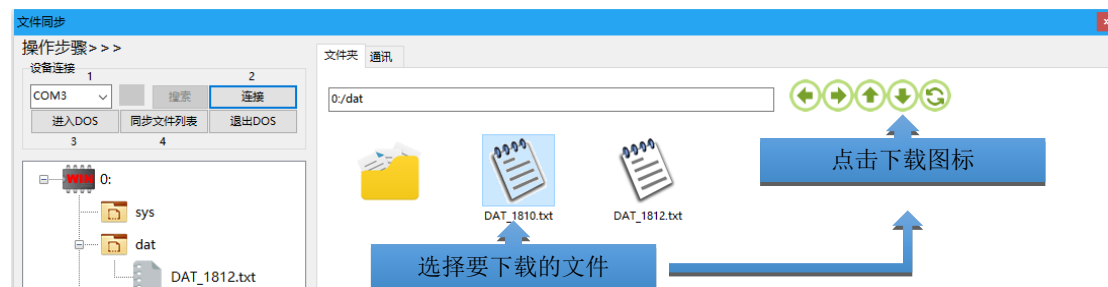 文件同步
操作步骤>>>
设备连接
1 2
COM3 搜索 连接
进入DOS 同步文件列表 退出DOS
3 4
WIN 0:
sys
dat
DAT_1812.txt
文件夹 通讯
0:/dat
点击下载图标
DAT_1810.txt DAT_1812.txt
选择要下载的文件